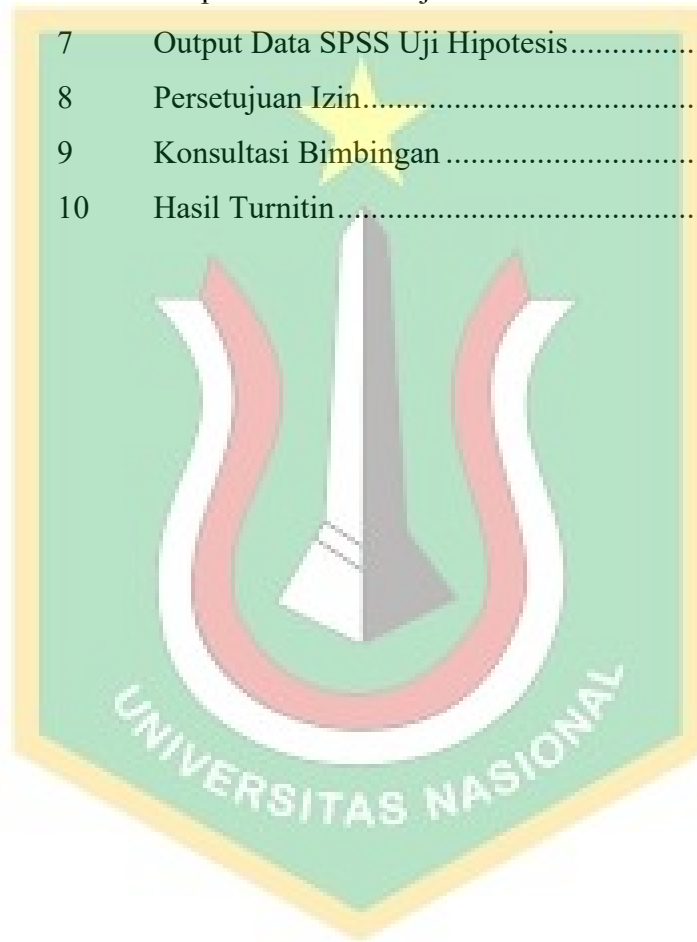 7 Output Data SPSS Uji Hipotesis................
8 Persetujuan Izin...........................................
9 Konsultasi Bimbingan ................................
10 Hasil Turnitin..............................................
UNIVERSITAS NASIONAL